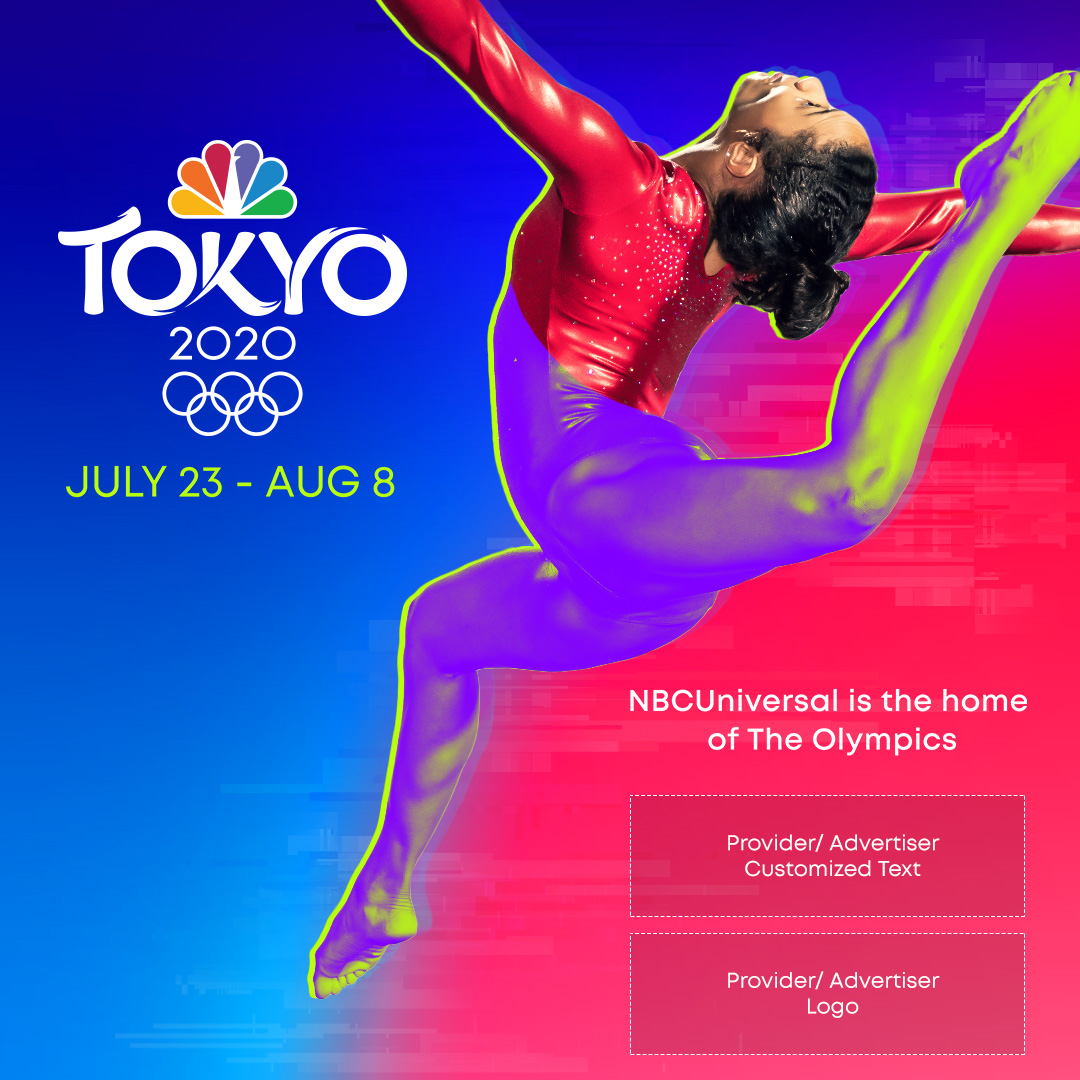 TOKYO
2020
JULY 23 - AUG 8
NBCUniversal is the home
of The Olympics
Provider/ Advertiser
Customized Text
Provider/ Advertiser
Logo